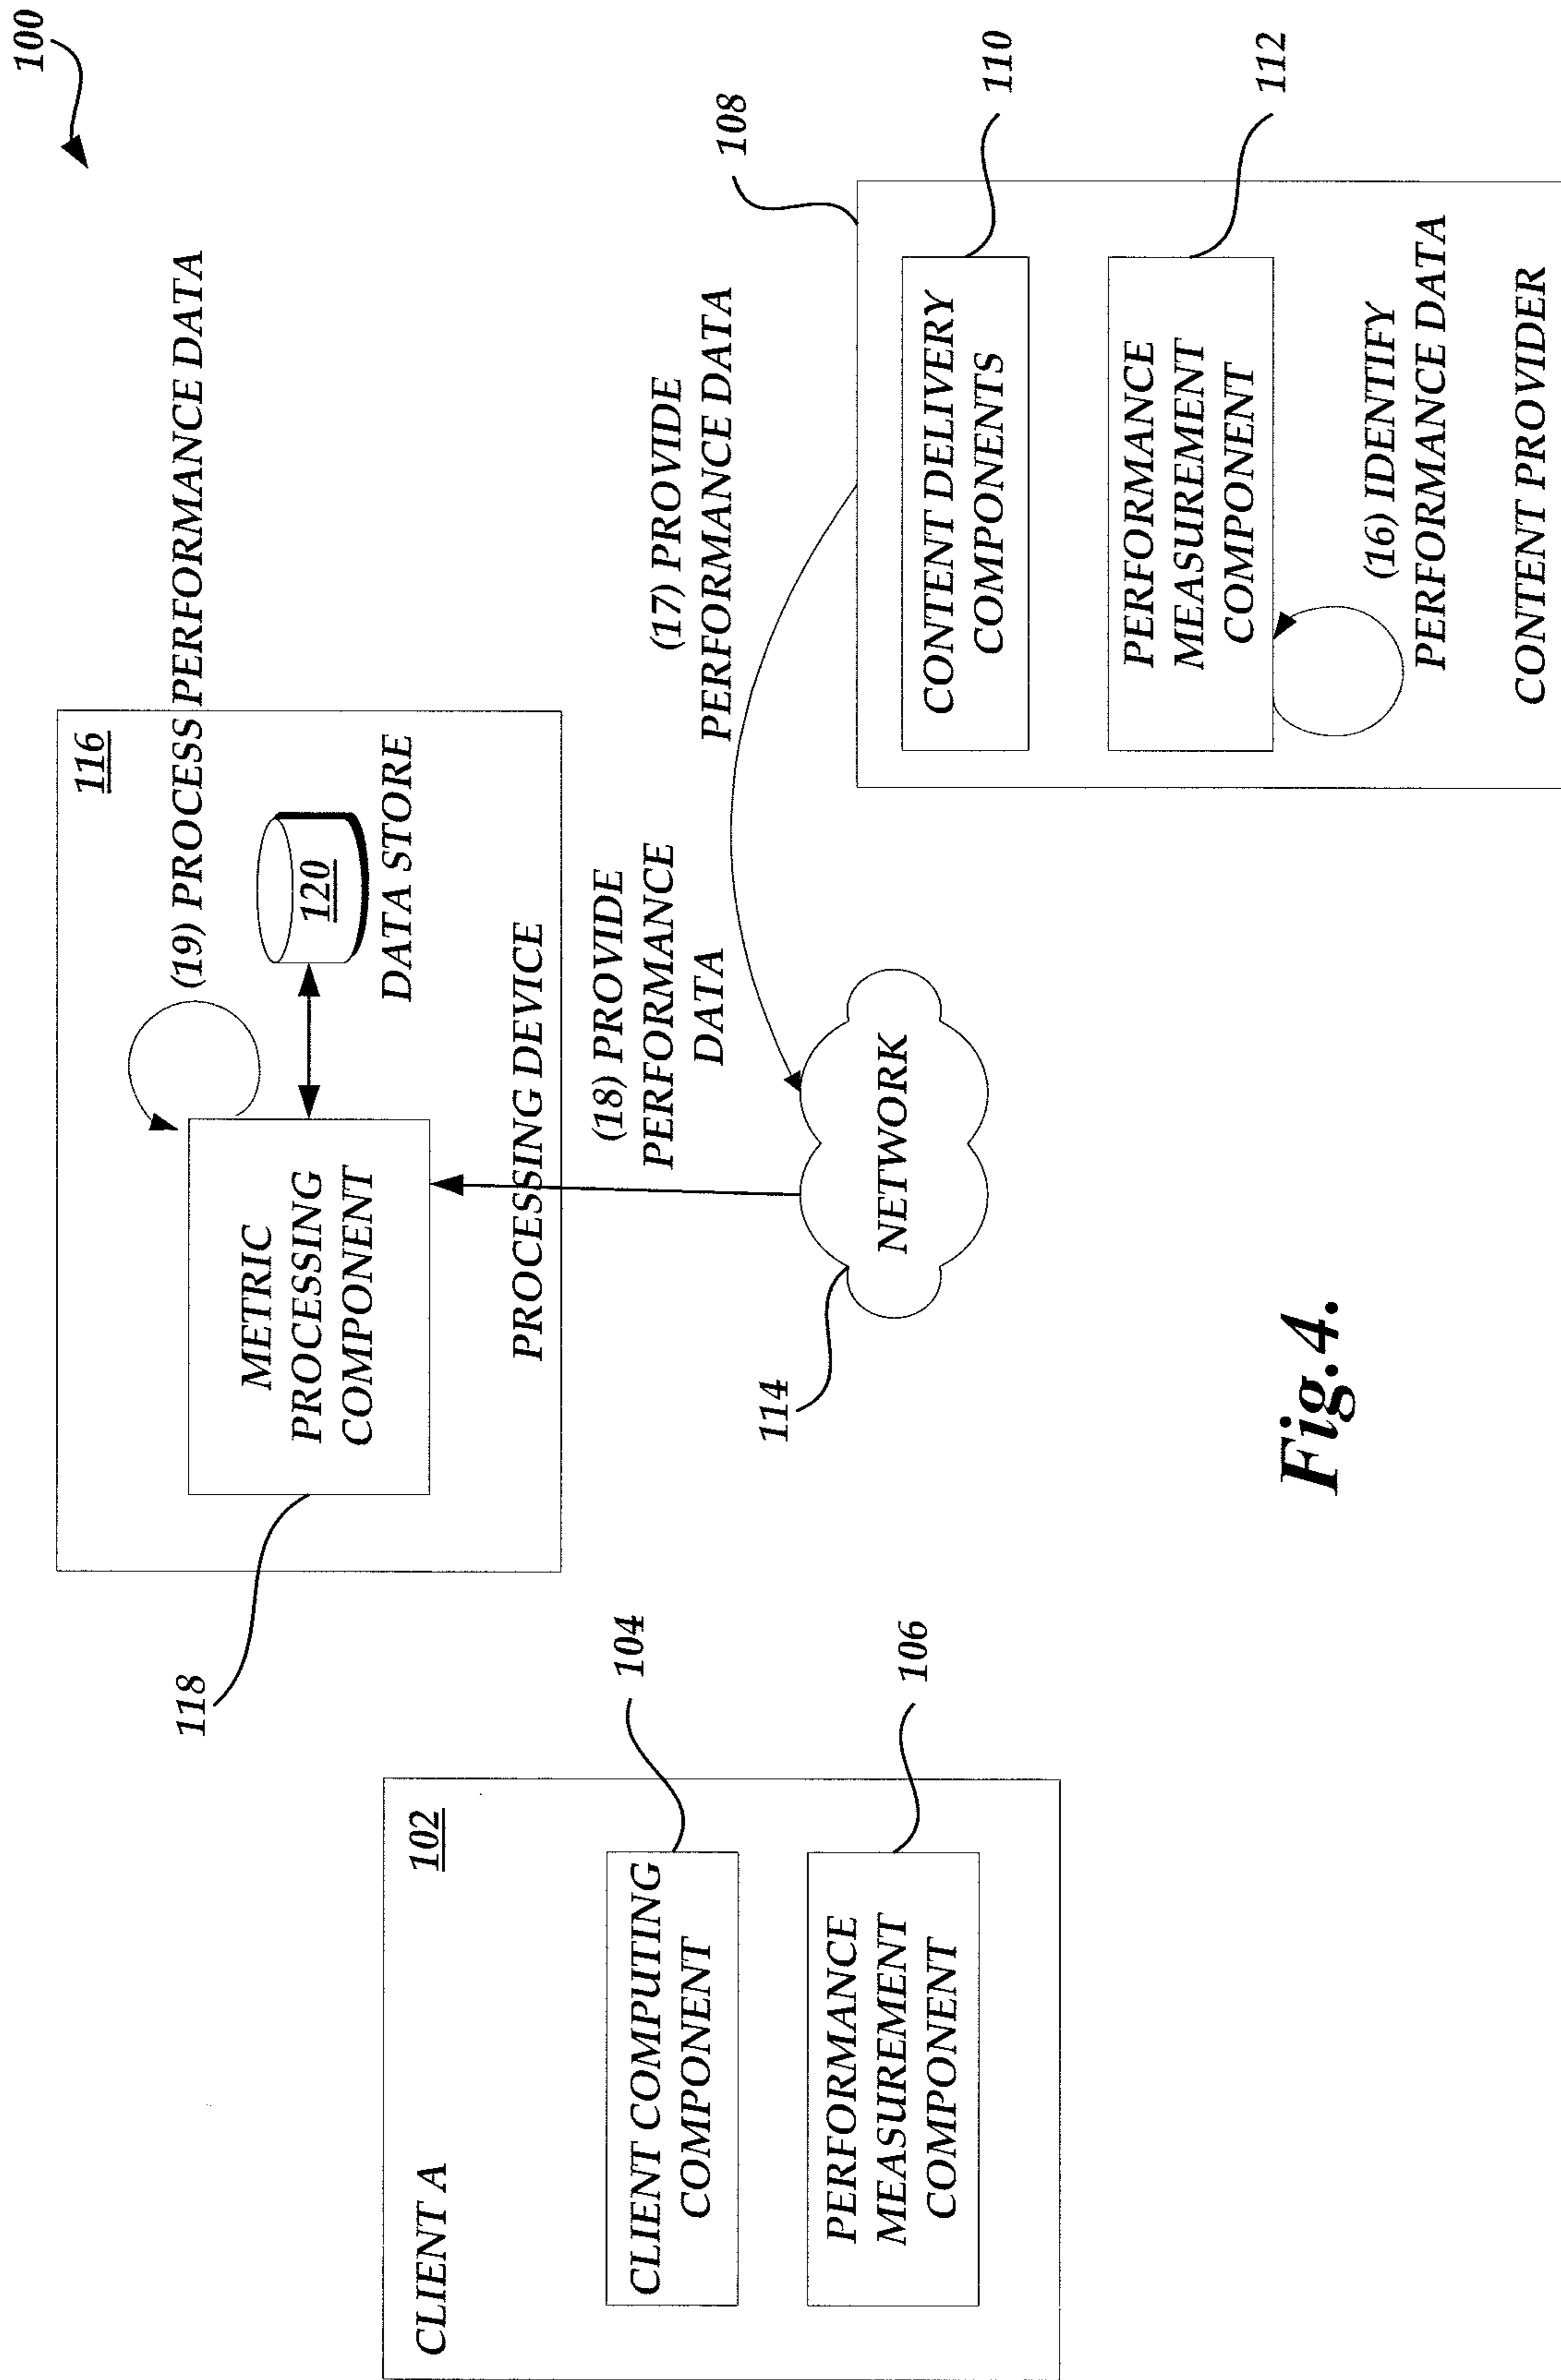 100
116
(19) PROCESS PERFORMANCE DATA
METRIC
PROCESSING
COMPONENT
120
DATA STORE
PROCESSING DEVICE
118
CLIENT A
102
CLIENT COMPUTING
COMPONENT
104
PERFORMANCE
MEASUREMENT
COMPONENT
106
(18) PROVIDE
PERFORMANCE
DATA
(17) PROVIDE
PERFORMANCE DATA
NETWORK
114
108
CONTENT DELIVERY
COMPONENTS
110
PERFORMANCE
MEASUREMENT
COMPONENT
112
(16) IDENTIFY
PERFORMANCE DATA
CONTENT PROVIDER
Fig.4.